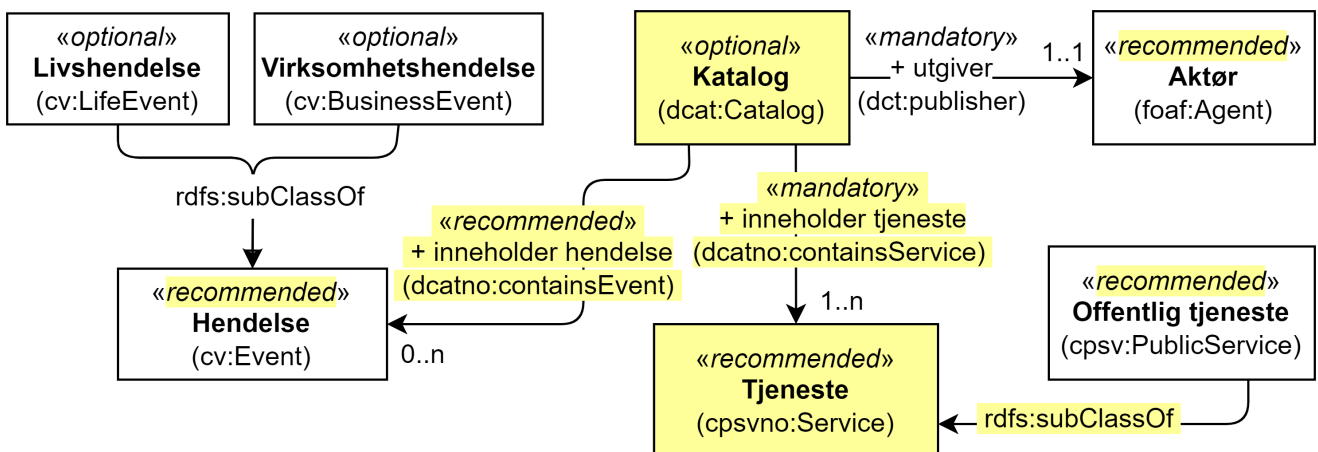 «optional»
Livshendelse
(cv:LifeEvent)
«optional»
Virksomhetshendelse
(cv:BusinessEvent)
«optional»
Katalog
(dcat:Catalog)
«mandatory»
+ utgiver
(dct:publisher)
1..1
«recommended»
Aktør
(foaf:Agent)
rdfs:subClassOf
«recommended»
+ inneholder hendelse
(dcatno:containsEvent)
0..n
«mandatory»
+ inneholder tjeneste
(dcatno:containsService)
1..n
«recommended»
Hendelse
(cv:Event)
«recommended»
Tjeneste
(cpsvno:Service)
«recommended»
Offentlig tjeneste
(cpsv:PublicService)
rdfs:subClassOf